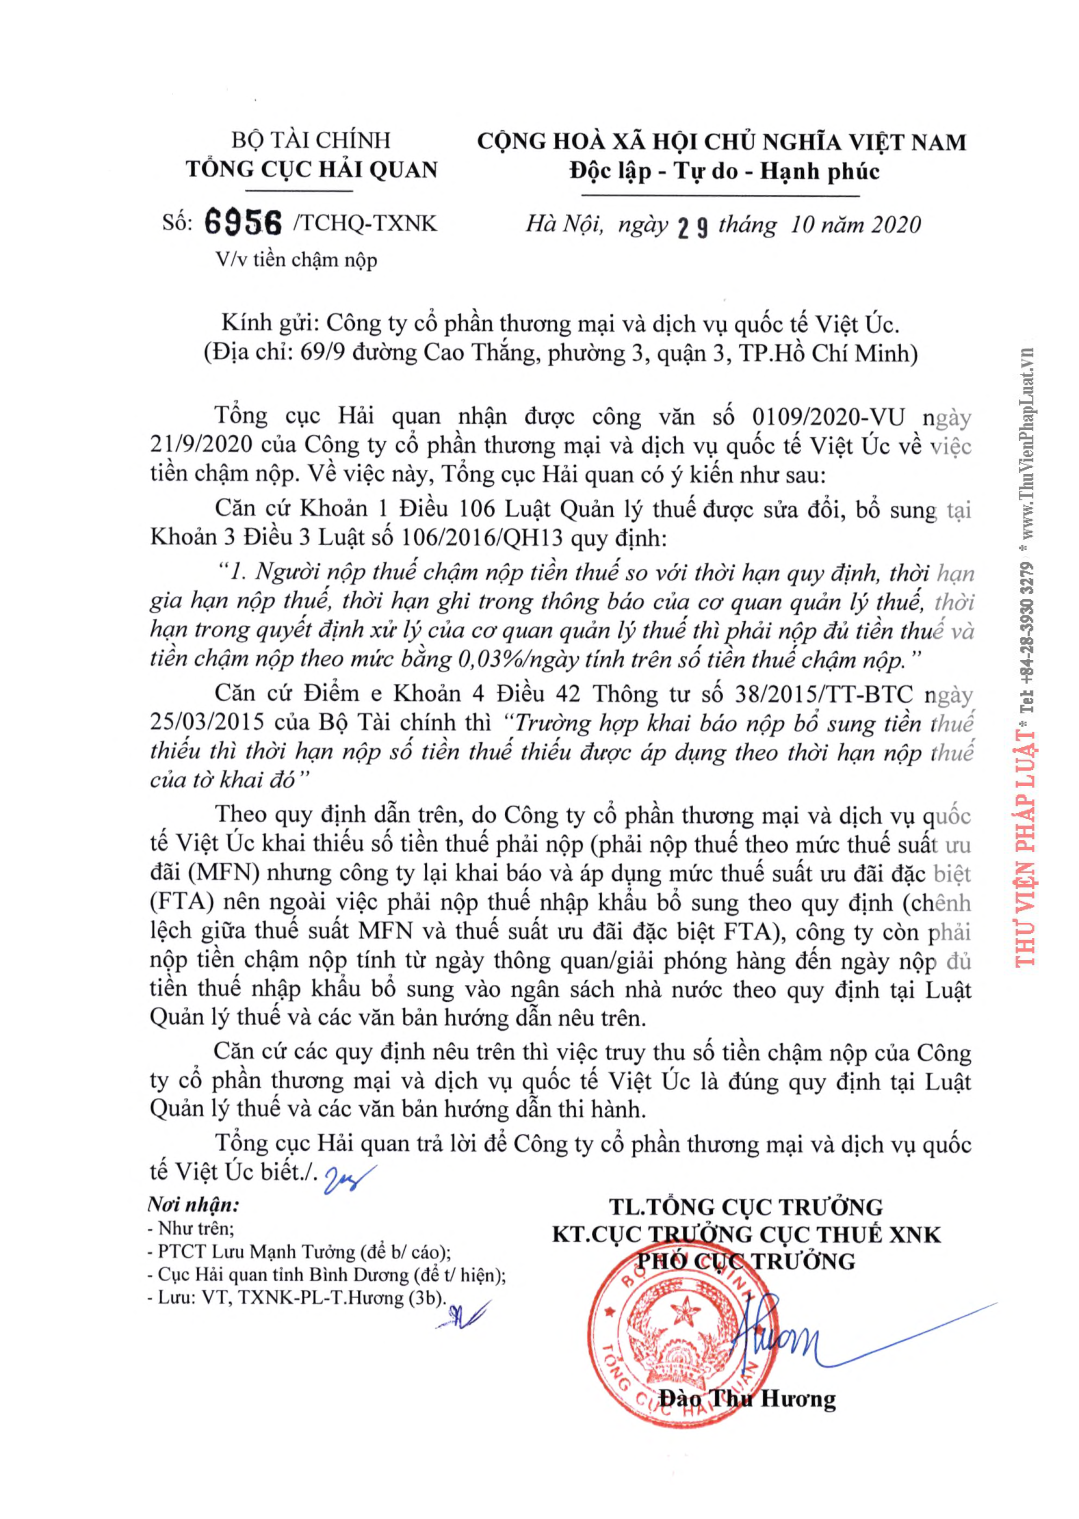 BỘ TÀI CHÍNH
TỔNG CỤC HẢI QUAN
CỘNG HOÀ XÃ HỘI CHỦ NGHĨA VIỆT NAM
Độc lập - Tự do - Hạnh phúc
Số: 6956 /TCHQ-TXNK
V/v tiền chậm nộp
Hà Nội, ngày 29 tháng 10 năm 2020
Kính gửi: Công ty cổ phần thương mại và dịch vụ quốc tế Việt Úc.
(Địa chỉ: 69/9 đường Cao Thắng, phường 3, quận 3, TP.Hồ Chí Minh)
Tổng cục Hải quan nhận được công văn số 0109/2020-VU ngày
21/9/2020 của Công ty cổ phần thương mại và dịch vụ quốc tế Việt Úc về việc
tiền chậm nộp. Về việc này, Tổng cục Hải quan có ý kiến như sau:
Căn cứ Khoản 1 Điều 106 Luật Quản lý thuế được sửa đổi, bổ sung tại
Khoản 3 Điều 3 Luật số 106/2016/QH13 quy định:
“1. Người nộp thuế chậm nộp tiền thuế so với thời hạn quy định, thời hạn
gia hạn nộp thuế, thời hạn ghi trong thông báo của cơ quan quản lý thuế, thời
hạn trong quyết định xử lý của cơ quan quản lý thuế thì phải nộp đủ tiền thuế và
tiền chậm nộp theo mức bằng 0,03%/ngày tính trên số tiền thuế chậm nộp.”
Căn cứ Điểm e Khoản 4 Điều 42 Thông tư số 38/2015/TT-BTC ngày
25/03/2015 của Bộ Tài chính thì “Trường hợp khai báo nộp bổ sung tiền thuế
thiếu thì thời hạn nộp số tiền thuế thiếu được áp dụng theo thời hạn nộp thuế
của tờ khai đó”
Theo quy định dẫn trên, do Công ty cổ phần thương mại và dịch vụ quốc
tế Việt Úc khai thiếu số tiền thuế phải nộp (phải nộp thuế theo mức thuế suất ưu
đãi (MFN) nhưng công ty lại khai báo và áp dụng mức thuế suất ưu đãi đặc biệt
(FTA) nên ngoài việc phải nộp thuế nhập khẩu bổ sung theo quy định (chênh
lệch giữa thuế suất MFN và thuế suất ưu đãi đặc biệt FTA), công ty còn phải
nộp tiền chậm nộp tính từ ngày thông quan/giải phóng hàng đến ngày nộp đủ
tiền thuế nhập khẩu bổ sung vào ngân sách nhà nước theo quy định tại Luật
Quản lý thuế và các văn bản hướng dẫn nêu trên.
Căn cứ các quy định nêu trên thì việc truy thu số tiền chậm nộp của Công
ty cổ phần thương mại và dịch vụ quốc tế Việt Úc là đúng quy định tại Luật
Quản lý thuế và các văn bản hướng dẫn thi hành.
Tổng cục Hải quan trả lời để Công ty cổ phần thương mại và dịch vụ quốc
tế Việt Úc biết./.
Nơi nhận:
- Như trên;
- PTCT Lưu Mạnh Tưởng (để b/ cáo);
- Cục Hải quan tỉnh Bình Dương (để t/ hiện);
- Lưu: VT, TXNK-PL-T.Hương (3b).
TL.TỔNG CỤC TRƯỞNG
KT.CỤC TRƯỞNG CỤC THUẾ XNK
PHÓ CỤC TRƯỞNG
BỘ TÀI CHÍNH
TỔNG CỤC HẢI QUAN
Đào Thu Hương
THƯ VIỆN PHÁP LUẬT * Tel: +84-28-3930 3279 * www.ThuVienPhapLuat.vn